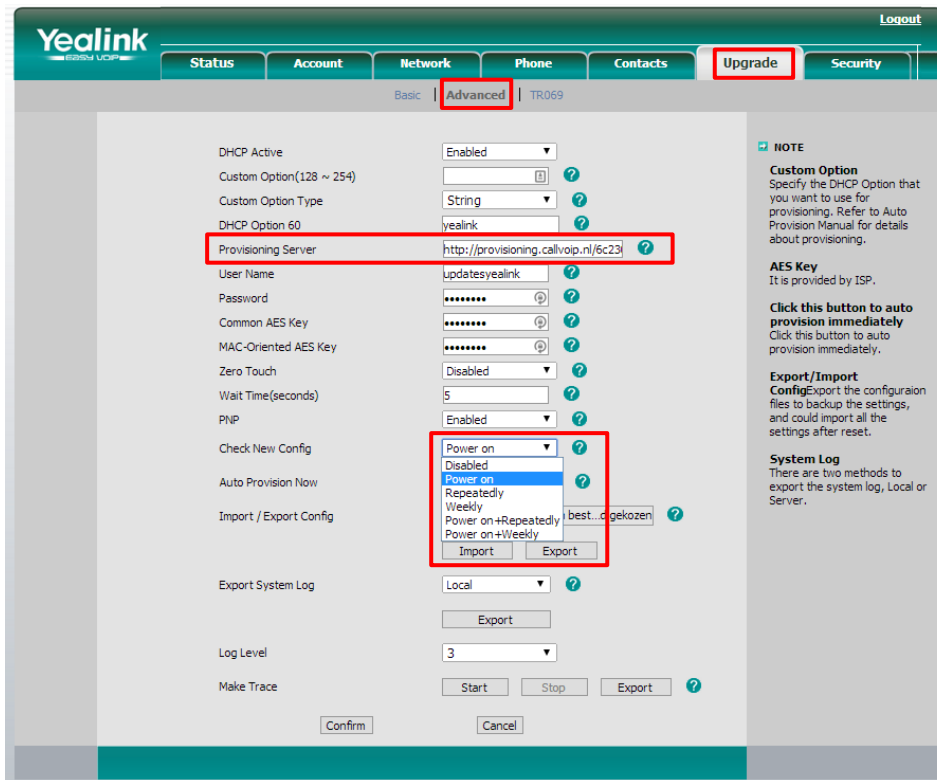 Logout
Yealink
EASY VOIP
Status Account Network Phone Contacts Upgrade Security
Basic Advanced TR069
DHCP Active Enabled
Custom Option(128 ~ 254)
Custom Option Type String
DHCP Option 60 yealink
Provisioning Server http://provisioning.callvoip.nl/6c230
User Name updatesyealink
Password ••••••••
Common AES Key ••••••••
MAC-Oriented AES Key ••••••••
Zero Touch Disabled
Wait Time(seconds) 5
PNP Enabled
Check New Config Power on
Disabled
Auto Provision Now Power on
Repeatedly
Weekly
Import / Export Config Power on+Repeatedly best...d gekozen
Power on+Weekly
Import Export
Export System Log Local
Export
Log Level 3
Make Trace Start Stop Export
Confirm Cancel
NOTE
Custom Option
Specify the DHCP Option that
you want to use for
provisioning. Refer to Auto
Provision Manual for details
about provisioning.
AES Key
It is provided by ISP.
Click this button to auto
provision immediately
Click this button to auto
provision immediately.
Export/Import
ConfigExport the configuraion
files to backup the settings,
and could import all the
settings after reset.
System Log
There are two methods to
export the system log, Local or
Server.